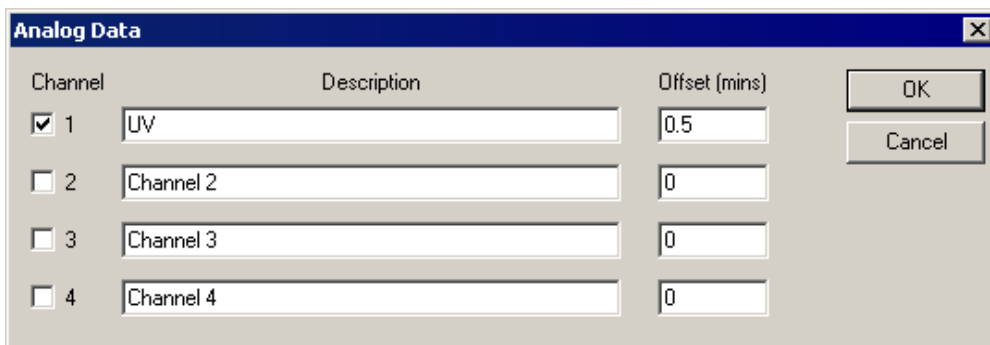 Analog Data
Channel Description Offset (mins) OK
1 UV 0.5
Cancel
2 Channel 2 0
3 Channel 3 0
4 Channel 4 0